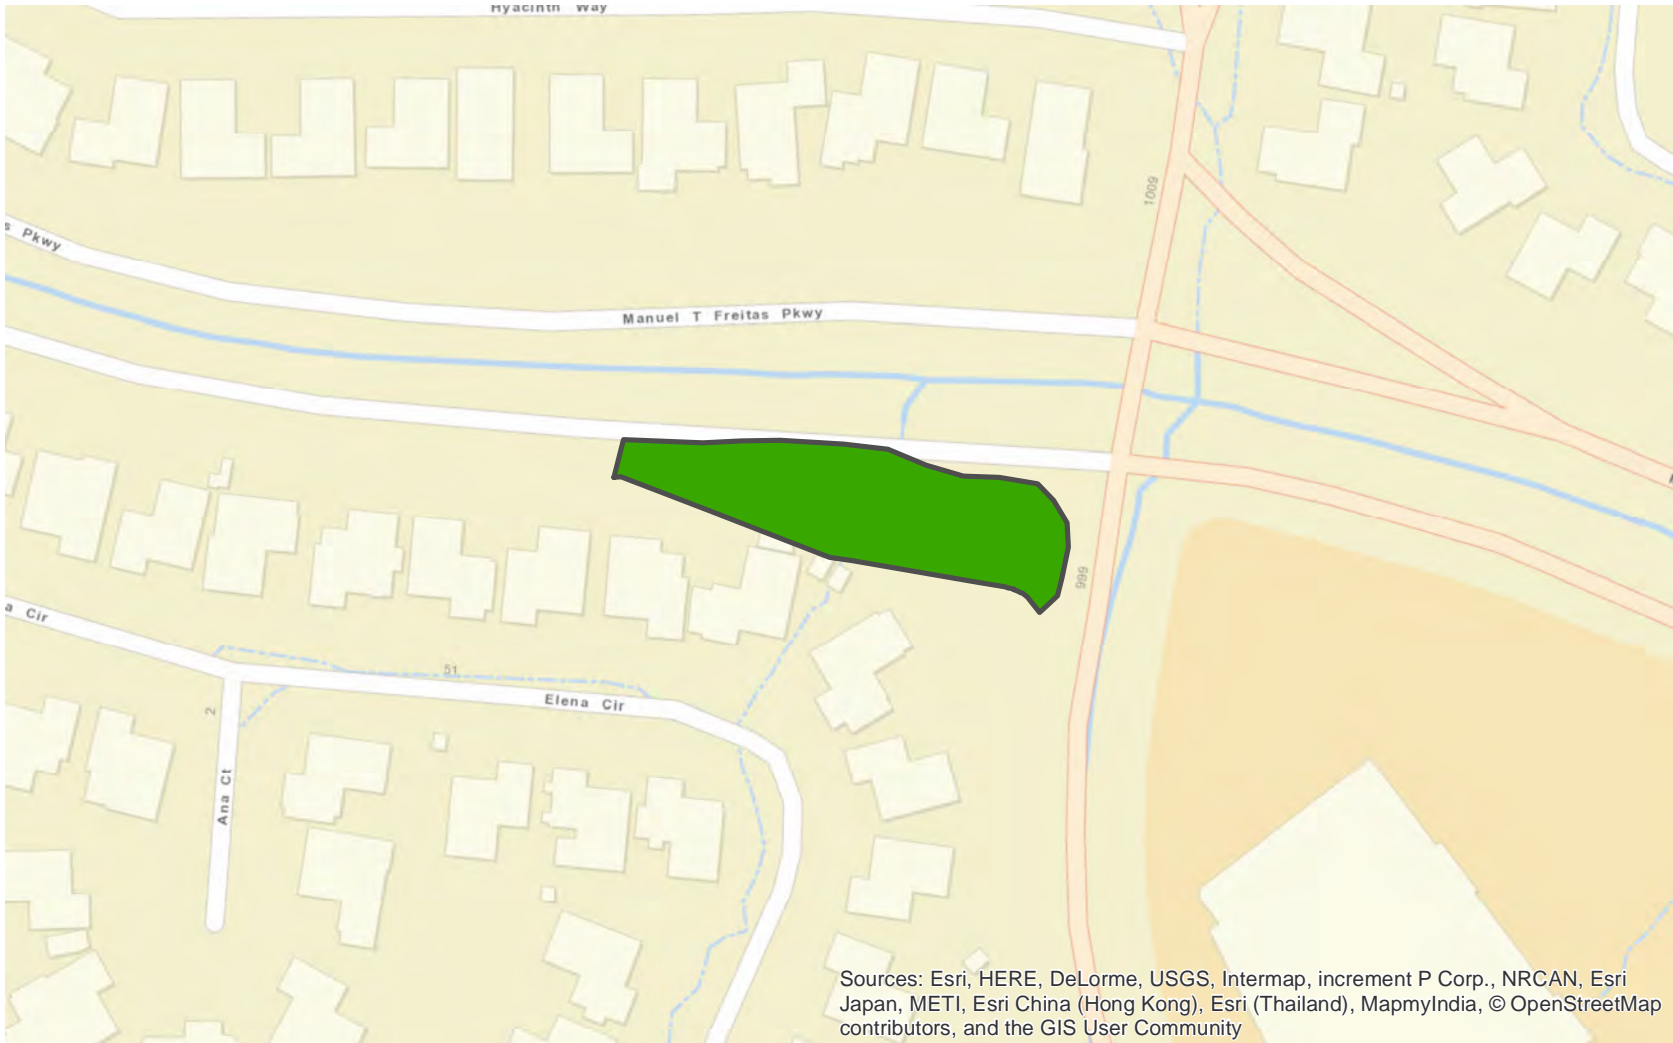 Hyacinth Way
1009
s Pkwy
Manuel T Freitas Pkwy
999
a Cir
51
Elena Cir
2
Ana Ct
Sources: Esri, HERE, DeLorme, USGS, Intermap, increment P Corp., NRCAN, Esri
Japan, METI, Esri China (Hong Kong), Esri (Thailand), MapmyIndia, © OpenStreetMap
contributors, and the GIS User Community